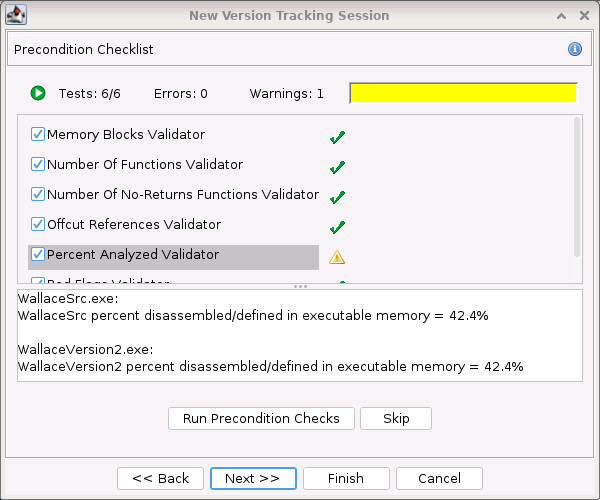 New Version Tracking Session
Precondition Checklist
Tests: 6/6 Errors: 0 Warnings: 1
Memory Blocks Validator
Number Of Functions Validator
Number Of No-Returns Functions Validator
Offcut References Validator
Percent Analyzed Validator
Red Flags Validator
WallaceSrc.exe:
WallaceSrc percent disassembled/defined in executable memory = 42.4%
WallaceVersion2.exe:
WallaceVersion2 percent disassembled/defined in executable memory = 42.4%
Run Precondition Checks Skip
<< Back Next >> Finish Cancel